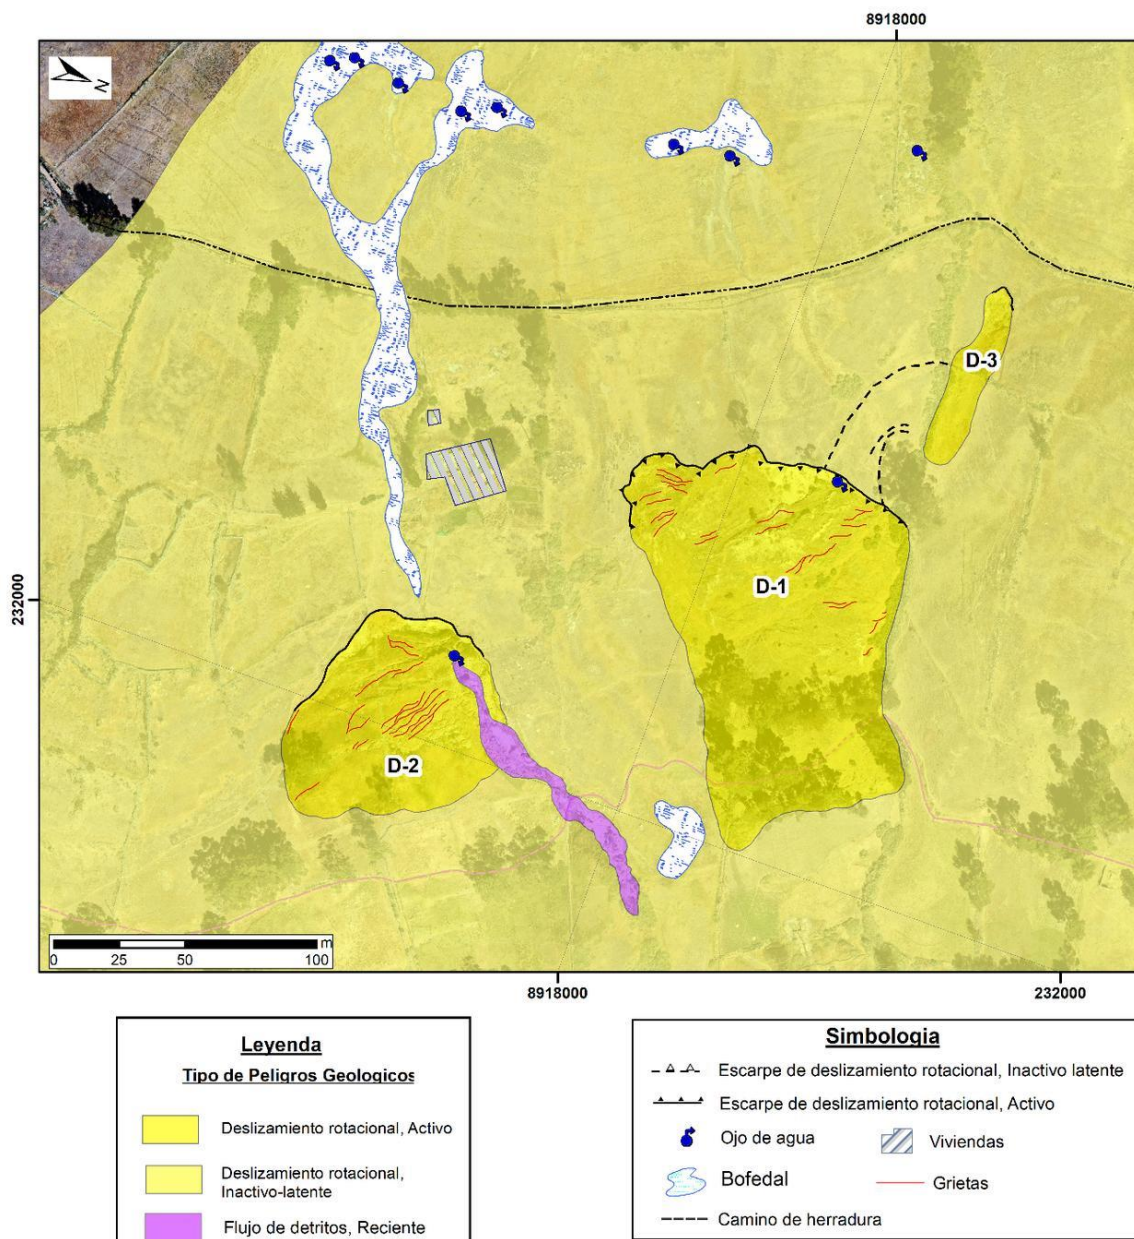 8918000
N
D-3
D-1
232000
D-2
m
0 25 50 100
8918000
232000
Leyenda
Tipo de Peligros Geologicos
Deslizamiento rotacional, Activo
Deslizamiento rotacional,
Inactivo-latente
Flujo de detritos, Reciente
Simbologia
Escarpe de deslizamiento rotacional, Inactivo latente
Escarpe de deslizamiento rotacional, Activo
Ojo de agua
Viviendas
Bofedal
Grietas
Camino de herradura